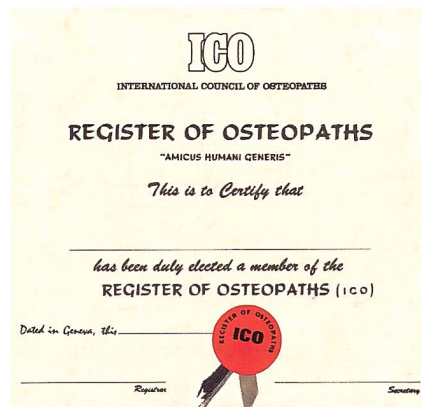 ICO
INTERNATIONAL COUNCIL OF OSTEOPATHS
REGISTER OF OSTEOPATHS
"AMICUS HUMANI GENERIS"
This is to Certify that
has been duly elected a member of the
REGISTER OF OSTEOPATHS (ICO)
Dated in Geneva, this
REGISTER OF OSTEOPATHS
ICO
Registrar
Secretary